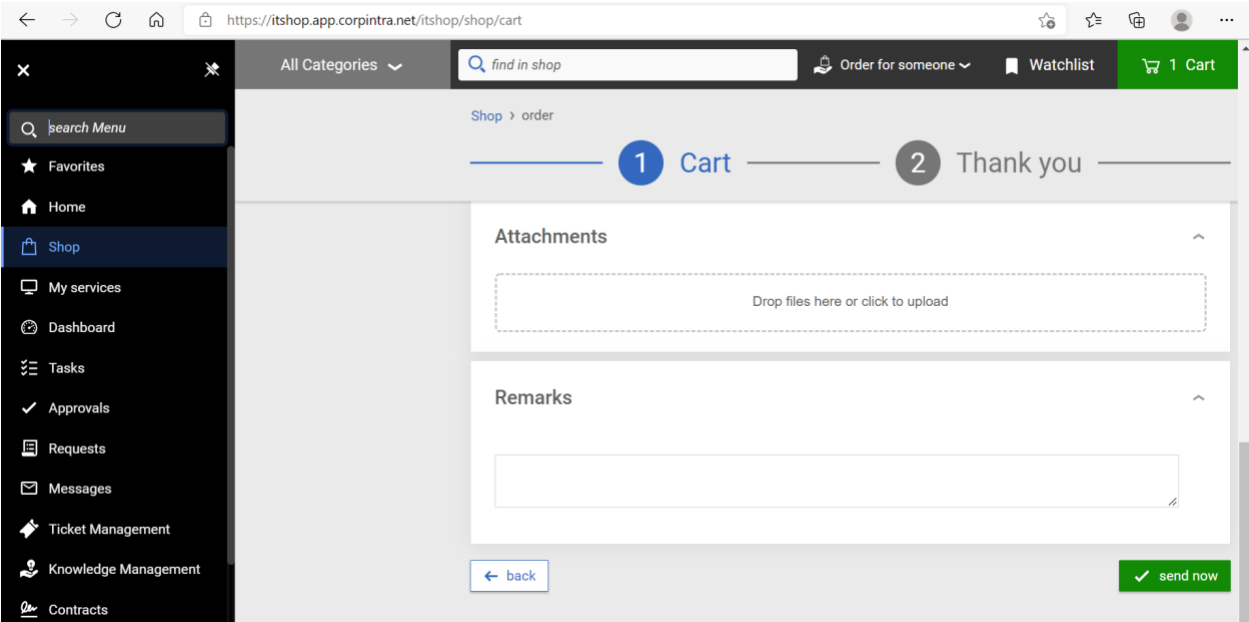 https://itshop.app.corpintra.net/itshop/shop/cart
All Categories
find in shop
Order for someone
Watchlist
1 Cart
search Menu
Favorites
Home
Shop
My services
Dashboard
Tasks
Approvals
Requests
Messages
Ticket Management
Knowledge Management
Contracts
Shop > order
1 Cart
2 Thank you
Attachments
Drop files here or click to upload
Remarks
back
send now